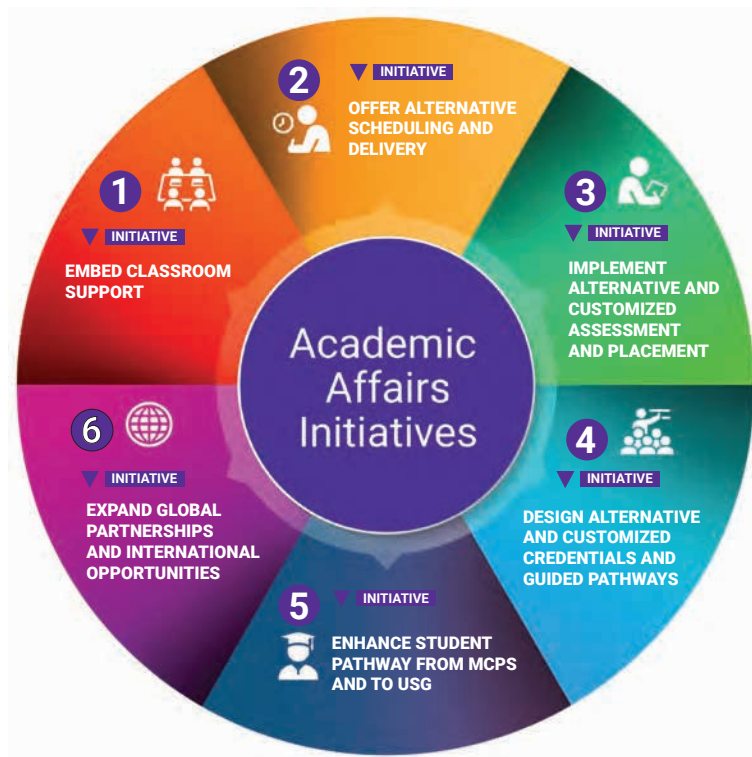 Academic
Affairs
Initiatives
1
INITIATIVE
EMBED CLASSROOM
SUPPORT
2
INITIATIVE
OFFER ALTERNATIVE
SCHEDULING AND
DELIVERY
3
INITIATIVE
IMPLEMENT
ALTERNATIVE AND
CUSTOMIZED
ASSESSMENT
AND PLACEMENT
4
INITIATIVE
DESIGN ALTERNATIVE
AND CUSTOMIZED
CREDENTIALS AND
GUIDED PATHWAYS
5
INITIATIVE
ENHANCE STUDENT
PATHWAY FROM MCPS
AND TO USG
6
INITIATIVE
EXPAND GLOBAL
PARTNERSHIPS
AND INTERNATIONAL
OPPORTUNITIES